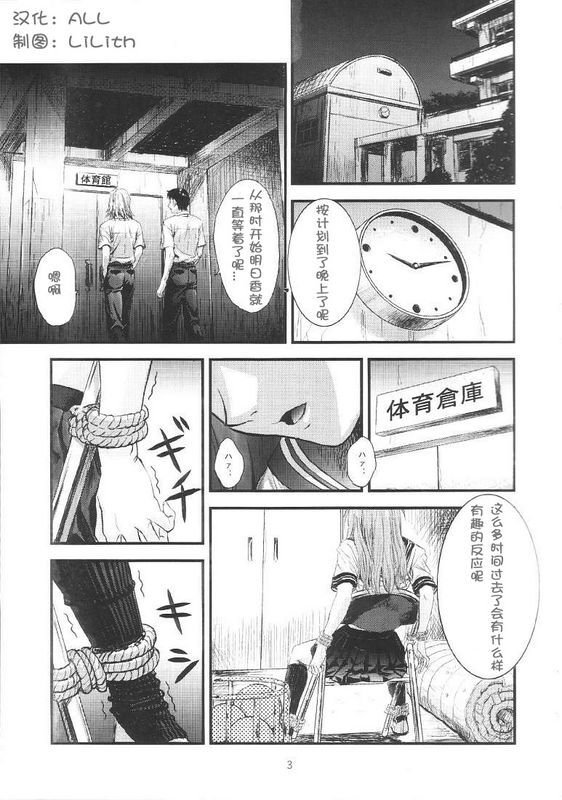 汉化: ALL
制图: LiLith
体育館
从那时开始明日香就
一直等着了呢…
嗯啊
按计划到了晚上了呢
体育倉庫
ハァ…
ハァ…
ギチ
这么多时间过去了会有什么样
有趣的反应呢
3